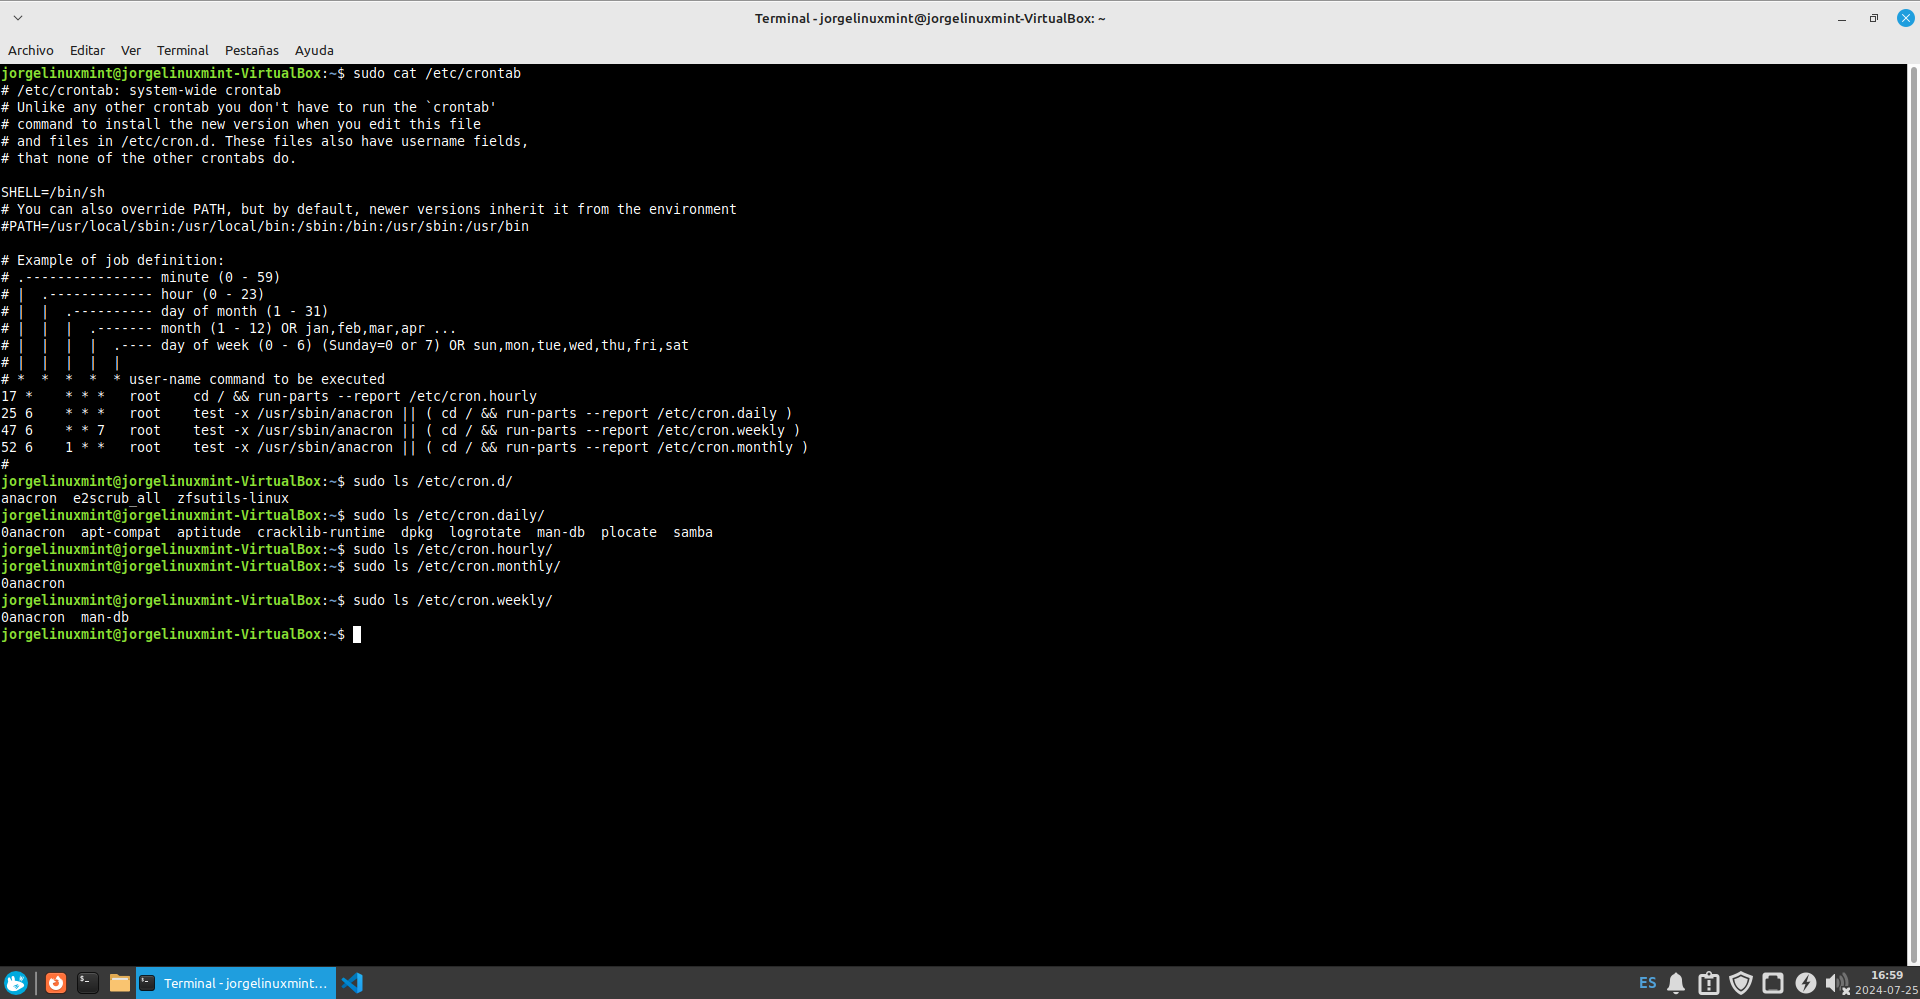 Terminal - jorgelinuxmint@jorgelinuxmint-VirtualBox: ~
Archivo Editar Ver Terminal Pestañas Ayuda
jorgelinuxmint@jorgelinuxmint-VirtualBox:~$ sudo cat /etc/crontab
# /etc/crontab: system-wide crontab
# Unlike any other crontab you don't have to run the `crontab'
# command to install the new version when you edit this file
# and files in /etc/cron.d. These files also have username fields,
# that none of the other crontabs do.

SHELL=/bin/sh
# You can also override PATH, but by default, newer versions inherit it from the environment
#PATH=/usr/local/sbin:/usr/local/bin:/sbin:/bin:/usr/sbin:/usr/bin

# Example of job definition:
# .---------------- minute (0 - 59)
# |  .------------- hour (0 - 23)
# |  |  .---------- day of month (1 - 31)
# |  |  |  .------- month (1 - 12) OR jan,feb,mar,apr ...
# |  |  |  |  .---- day of week (0 - 6) (Sunday=0 or 7) OR sun,mon,tue,wed,thu,fri,sat
# |  |  |  |  |
# *  *  *  *  * user-name command to be executed
17 *    * * *   root    cd / && run-parts --report /etc/cron.hourly
25 6    * * *   root    test -x /usr/sbin/anacron || ( cd / && run-parts --report /etc/cron.daily )
47 6    * * 7   root    test -x /usr/sbin/anacron || ( cd / && run-parts --report /etc/cron.weekly )
52 6    1 * *   root    test -x /usr/sbin/anacron || ( cd / && run-parts --report /etc/cron.monthly )
#
jorgelinuxmint@jorgelinuxmint-VirtualBox:~$ sudo ls /etc/cron.d/
anacron  e2scrub_all  zfsutils-linux
jorgelinuxmint@jorgelinuxmint-VirtualBox:~$ sudo ls /etc/cron.daily/
0anacron  apt-compat  aptitude  cracklib-runtime  dpkg  logrotate  man-db  plocate  samba
jorgelinuxmint@jorgelinuxmint-VirtualBox:~$ sudo ls /etc/cron.hourly/
jorgelinuxmint@jorgelinuxmint-VirtualBox:~$ sudo ls /etc/cron.monthly/
0anacron
jorgelinuxmint@jorgelinuxmint-VirtualBox:~$ sudo ls /etc/cron.weekly/
0anacron  man-db
jorgelinuxmint@jorgelinuxmint-VirtualBox:~$
Terminal - jorgelinuxmint...
ES
16:59
2024-07-25